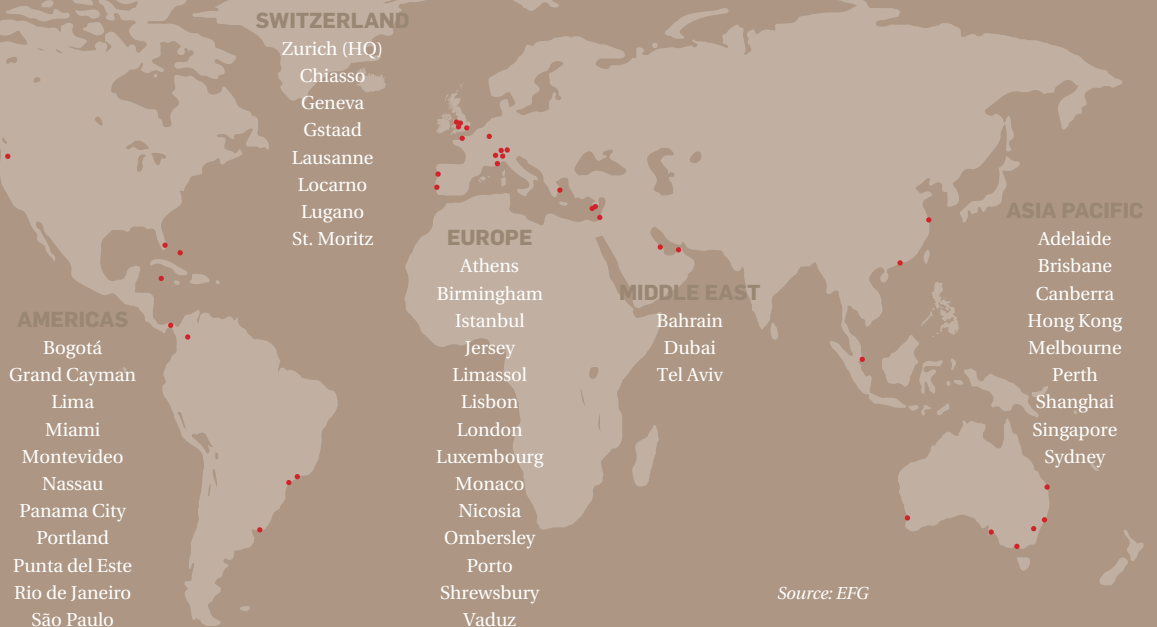 SWITZERLAND
Zurich (HQ)
Chiasso
Geneva
Gstaad
Lausanne
Locarno
Lugano
St. Moritz
AMERICAS
Bogotá
Grand Cayman
Lima
Miami
Montevideo
Nassau
Panama City
Portland
Punta del Este
Rio de Janeiro
São Paulo
EUROPE
Athens
Birmingham
Istanbul
Jersey
Limassol
Lisbon
London
Luxembourg
Monaco
Nicosia
Ombersley
Porto
Shrewsbury
Vaduz
MIDDLE EAST
Bahrain
Dubai
Tel Aviv
ASIA PACIFIC
Adelaide
Brisbane
Canberra
Hong Kong
Melbourne
Perth
Shanghai
Singapore
Sydney
Source: EFG